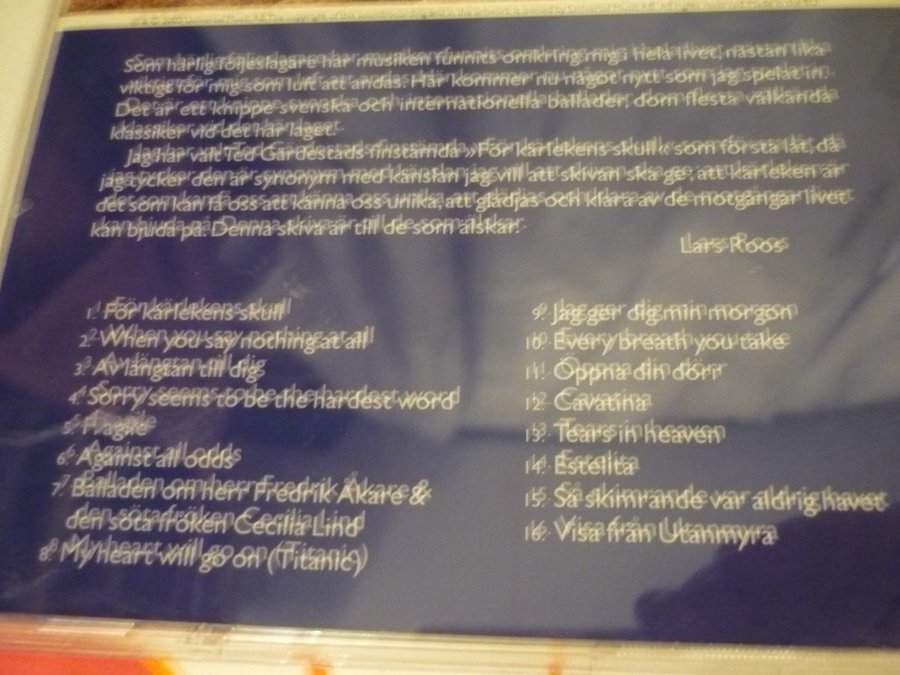 Som härlig följeslagare har musiken funnits omkring mig i hela livet, nästan lika
viktig för mig som luft att andas. Här kommer nu något nytt som jag spelat in.
Det är ett knippe svenska och internationella ballader, dom flesta välkända
klassiker vid det här laget.
Jag har valt Ted Gärdestads finstämda »För kärlekens skull« som första låt, då
jag tycker den är synonym med känslan jag vill att skivan ska ge; att kärleken är
det som kan få oss att känna oss unika, att glädjas och klara av de motgångar livet
kan bjuda på. Denna skiva är till de som älskar!
Lars Roos
1. För kärlekens skull
2. When you say nothing at all
3. Av längtan till dig
4. Sorry seems to be the hardest word
5. Fragile
6. Against all odds
7. Balladen om herr Fredrik Åkare &
den söta fröken Cecilia Lind
8. My heart will go on (Titanic)
9. Jag ger dig min morgon
10. Every breath you take
11. Öppna din dörr
12. Cavatina
13. Tears in heaven
14. Estelita
15. Så skimrande var aldrig havet
16. Visa från Utanmyra